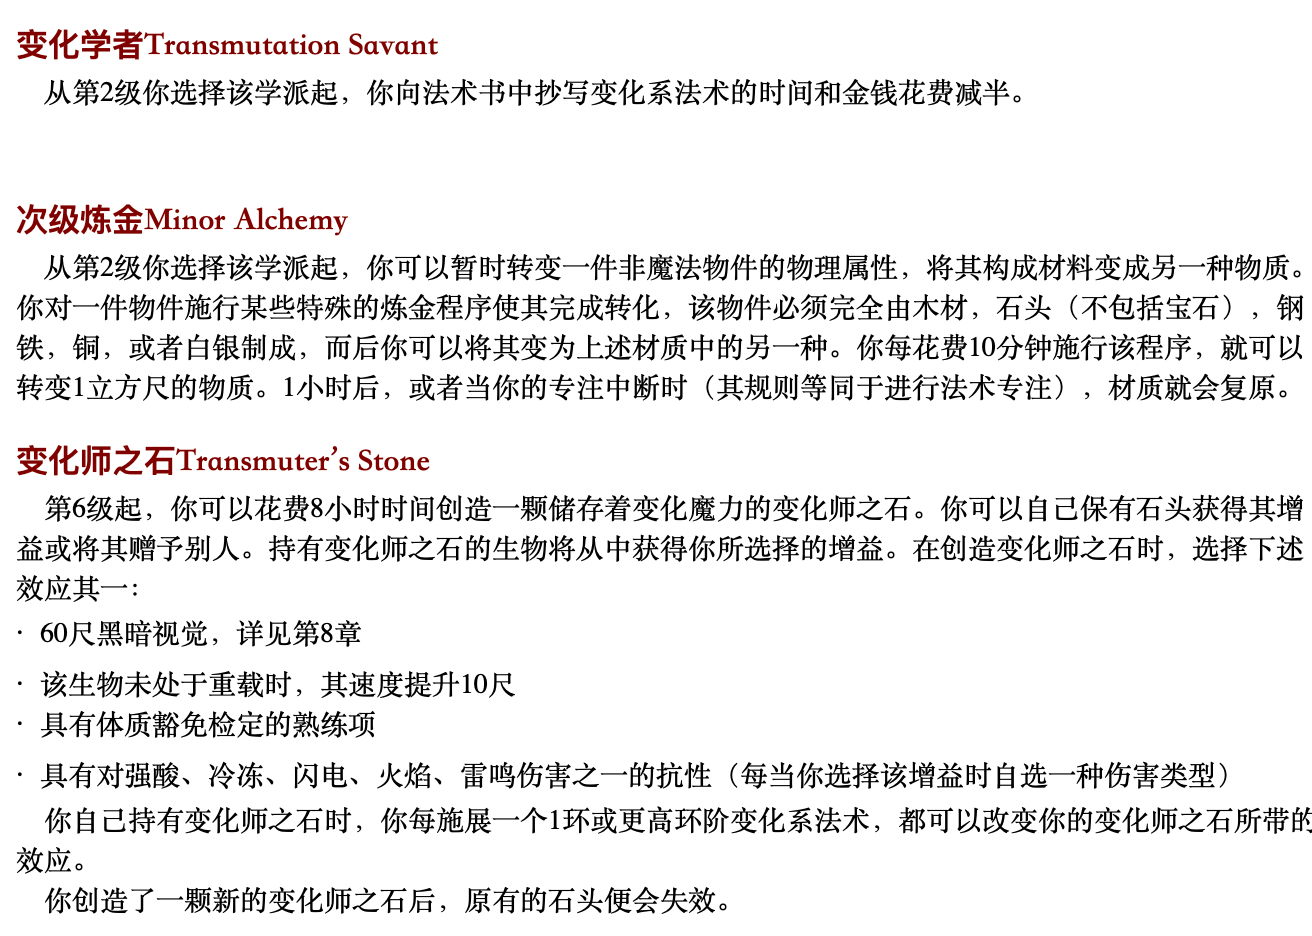 变化学者Transmutation Savant
从第2级你选择该学派起，你向法术书中抄写变化系法术的时间和金钱花费减半。
次级炼金Minor Alchemy
从第2级你选择该学派起，你可以暂时转变一件非魔法物件的物理属性，将其构成材料变成另一种物质。
你对一件物件施行某些特殊的炼金程序使其完成转化，该物件必须完全由木材，石头（不包括宝石），钢
铁，铜，或者白银制成，而后你可以将其变为上述材质中的另一种。你每花费10分钟施行该程序，就可以
转变1立方尺的物质。1小时后，或者当你的专注中断时（其规则等同于进行法术专注），材质就会复原。
变化师之石Transmuter’s Stone
第6级起，你可以花费8小时时间创造一颗储存着变化魔力的变化师之石。你可以自己保有石头获得其增
益或将其赠予别人。持有变化师之石的生物将从中获得你所选择的增益。在创造变化师之石时，选择下述
效应其一：
· 60尺黑暗视觉，详见第8章
· 该生物未处于重载时，其速度提升10尺
· 具有体质豁免检定的熟练项
· 具有对强酸、冷冻、闪电、火焰、雷鸣伤害之一的抗性（每当你选择该增益时自选一种伤害类型）
你自己持有变化师之石时，你每施展一个1环或更高环阶变化系法术，都可以改变你的变化师之石所带的
效应。
你创造了一颗新的变化师之石后，原有的石头便会失效。